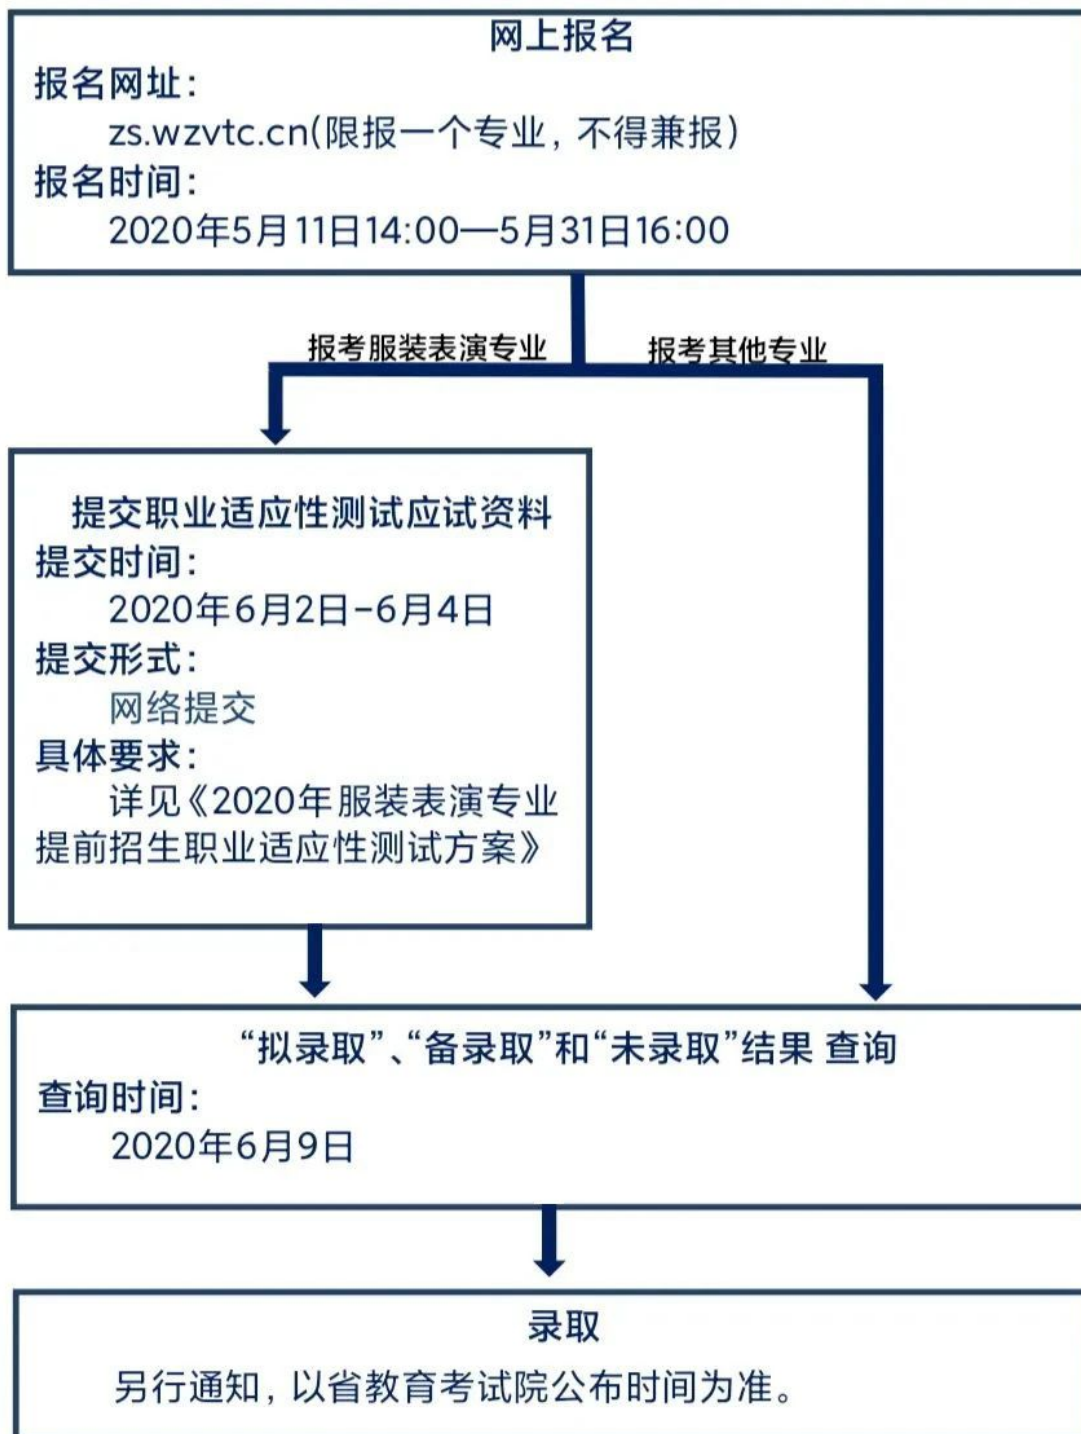 网上报名
报名网址：
zs.wzvtc.cn(限报一个专业，不得兼报）
报名时间：
2020年5月11日14:00—5月31日16:00
报考服装表演专业
报考其他专业
提交职业适应性测试应试资料
提交时间：
2020年6月2日-6月4日
提交形式：
网络提交
具体要求：
详见《2020年服装表演专业
提前招生职业适应性测试方案》
“拟录取”、“备录取”和“未录取”结果 查询
查询时间：
2020年6月9日
录取
另行通知，以省教育考试院公布时间为准。